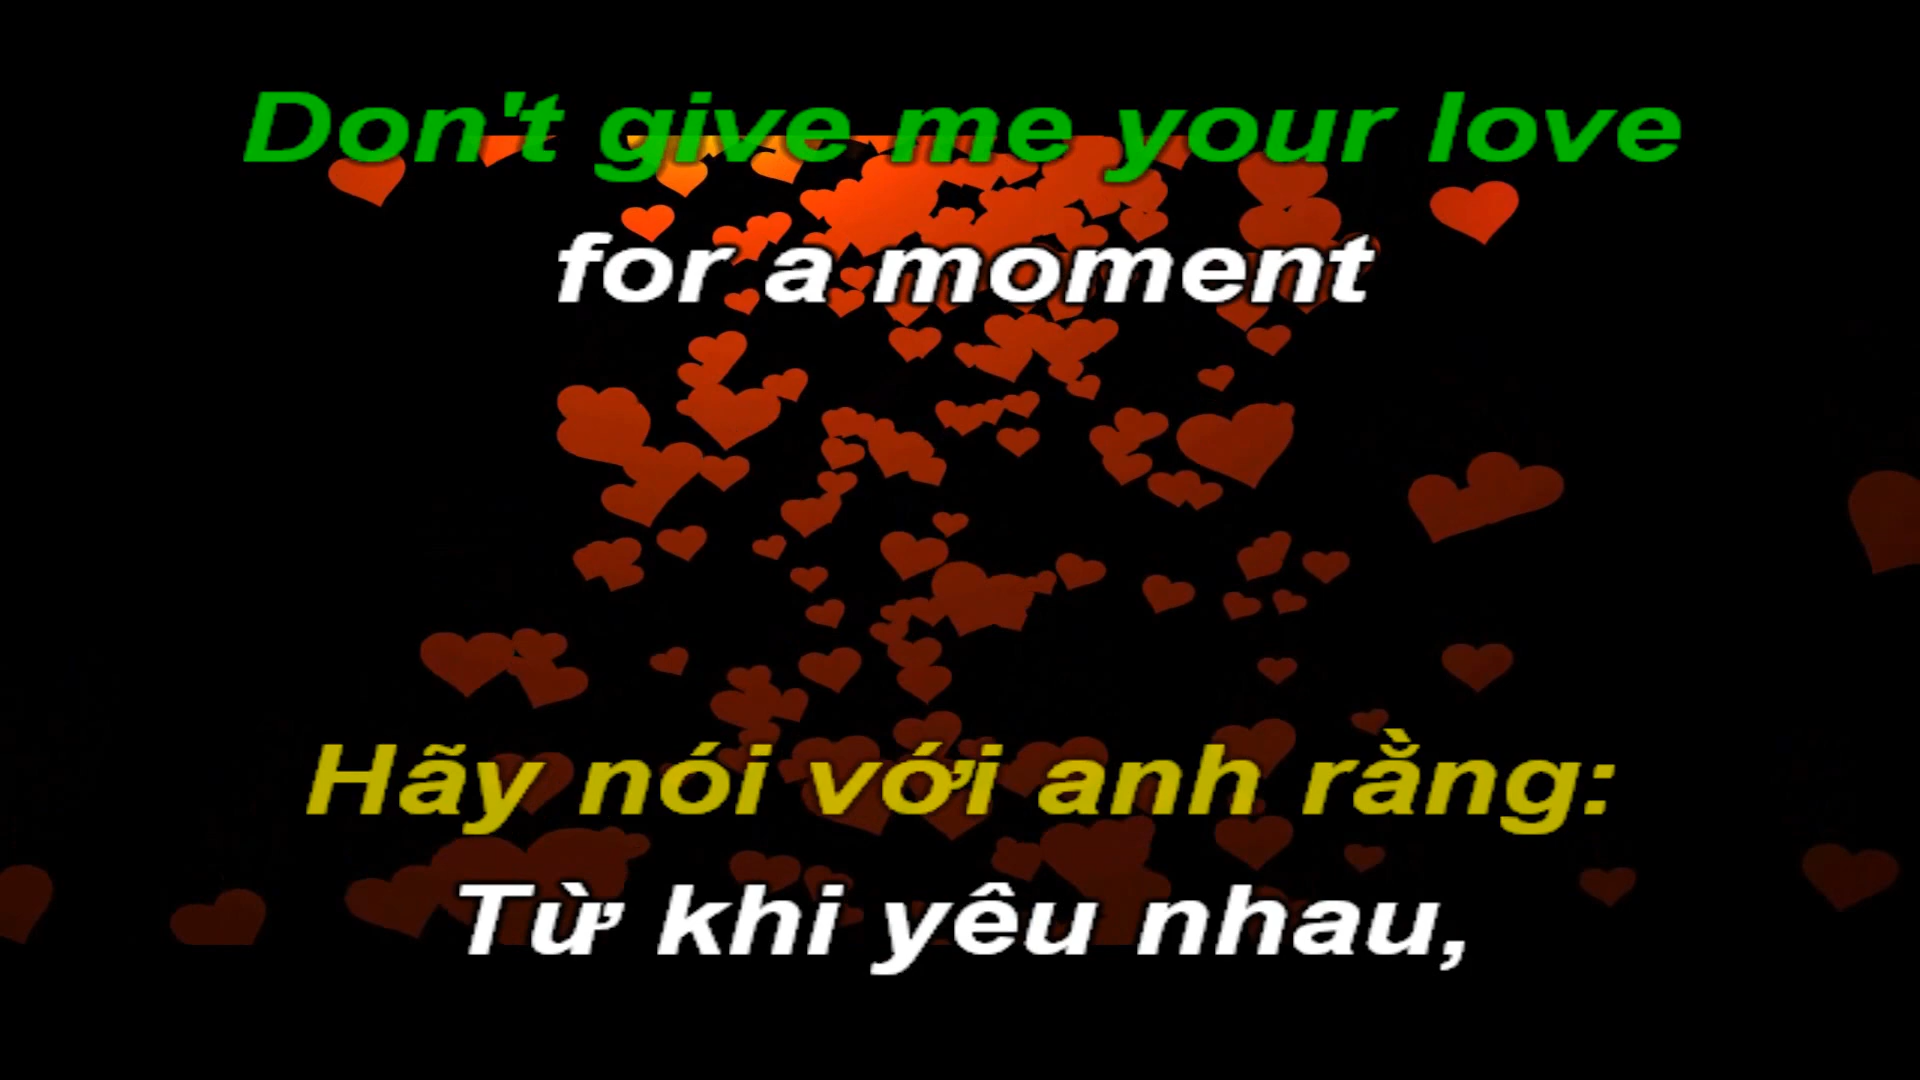 Don't give me your love
for a moment
Hãy nói với anh rằng:
Từ khi yêu nhau,